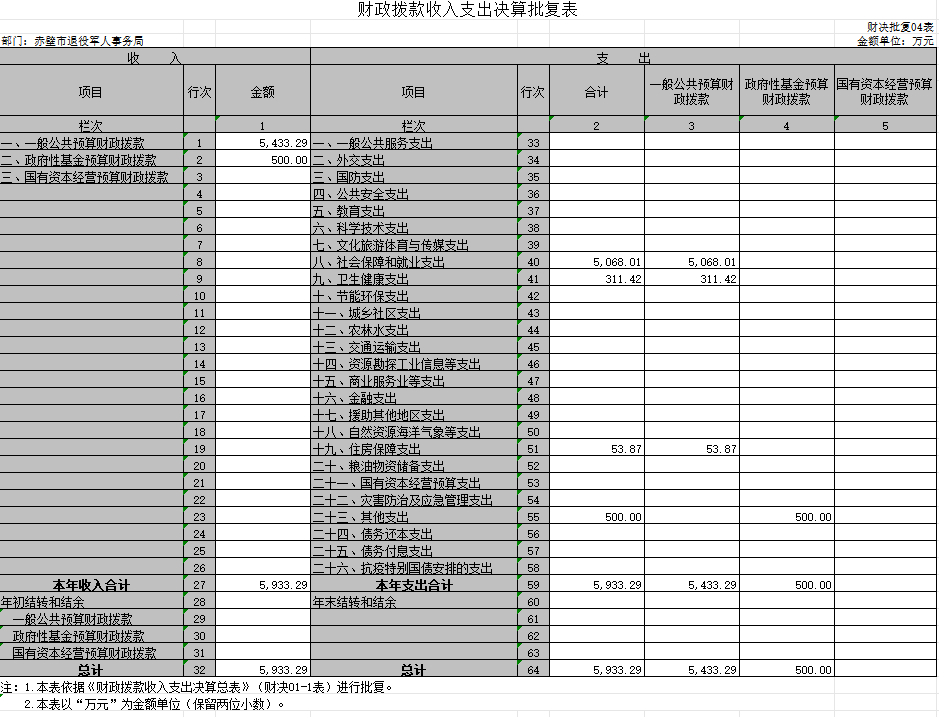 财政拨款收入支出决算批复表
财决批复04表
部门：赤壁市退役军人事务局 金额单位：万元
收 入 支 出
项目 行次 金额 项目 行次 合计 一般公共预算财政拨款 政府性基金预算财政拨款 国有资本经营预算财政拨款
栏次 1 栏次 2 3 4 5
一、一般公共预算财政拨款 1 5,433.29 一、一般公共服务支出 33
二、政府性基金预算财政拨款 2 500.00 二、外交支出 34
三、国有资本经营预算财政拨款 3 三、国防支出 35
4 四、公共安全支出 36
5 五、教育支出 37
6 六、科学技术支出 38
7 七、文化旅游体育与传媒支出 39
8 八、社会保障和就业支出 40 5,068.01 5,068.01
9 九、卫生健康支出 41 311.42 311.42
10 十、节能环保支出 42
11 十一、城乡社区支出 43
12 十二、农林水支出 44
13 十三、交通运输支出 45
14 十四、资源勘探工业信息等支出 46
15 十五、商业服务业等支出 47
16 十六、金融支出 48
17 十七、援助其他地区支出 49
18 十八、自然资源海洋气象等支出 50
19 十九、住房保障支出 51 53.87 53.87
20 二十、粮油物资储备支出 52
21 二十一、国有资本经营预算支出 53
22 二十二、灾害防治及应急管理支出 54
23 二十三、其他支出 55 500.00 500.00
24 二十四、债务还本支出 56
25 二十五、债务付息支出 57
26 二十六、抗疫特别国债安排的支出 58
本年收入合计 27 5,933.29 本年支出合计 59 5,933.29 5,433.29 500.00
年初结转和结余 28 年末结转和结余 60
一般公共预算财政拨款 29 61
政府性基金预算财政拨款 30 62
国有资本经营预算财政拨款 31 63
总计 32 5,933.29 总计 64 5,933.29 5,433.29 500.00
注：1.本表依据《财政拨款收入支出决算总表》（财决01-1表）进行批复。
2.本表以“万元”为金额单位（保留两位小数）。